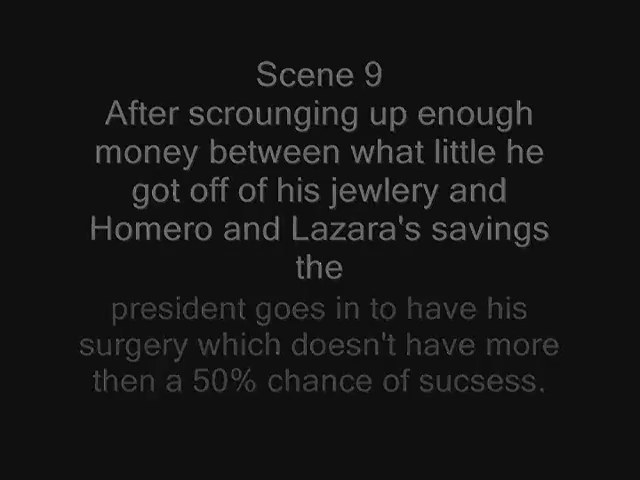 Scene 9
After scrounging up enough
money between what little he
got off of his jewlery and
Homero and Lazara's savings
the
president goes in to have his
surgery which doesn't have more
then a 50% chance of sucsess.